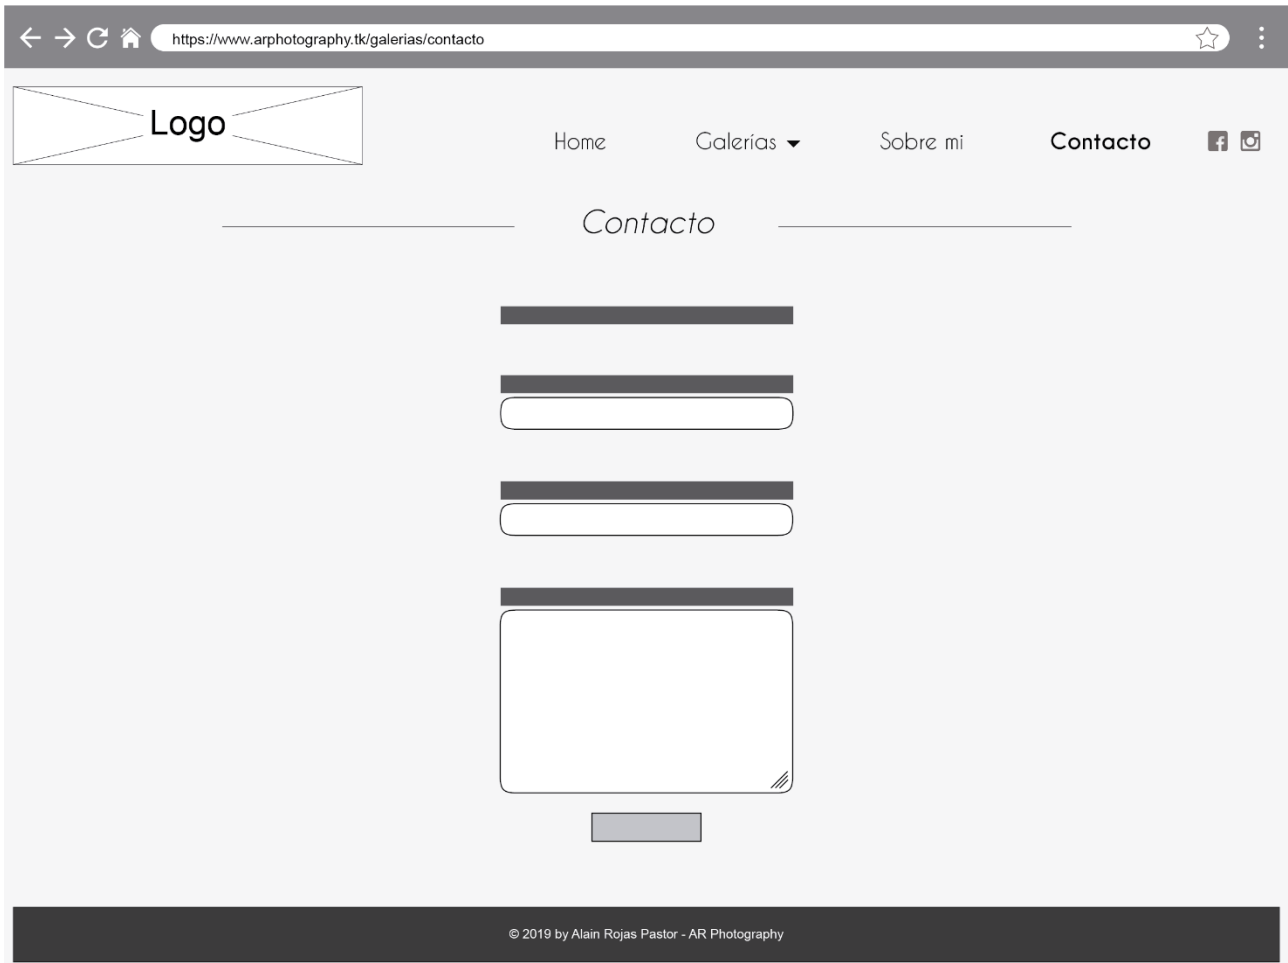 https://www.arphotography.tk/galerias/contacto
Logo
Home Galerías Sobre mi Contacto
Contacto
© 2019 by Alain Rojas Pastor - AR Photography